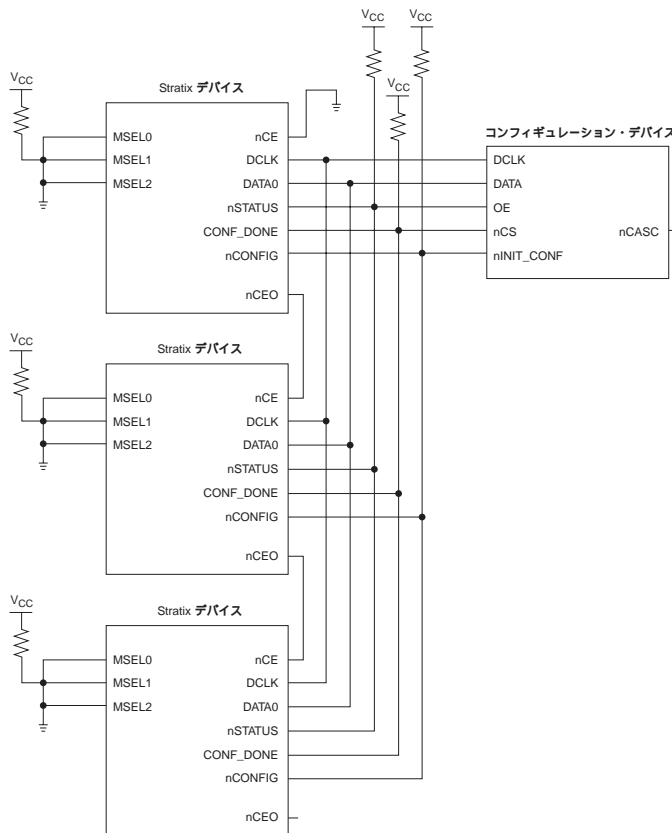 VCC
VCC
VCC
VCC
Stratix デバイス
MSEL0
MSEL1
MSEL2
nCE
DCLK
DATA0
nSTATUS
CONF_DONE
nCONFIG
nCEO
コンフィギュレーション・デバイス
DCLK
DATA
OE
nCS
nINIT_CONF
nCASC
VCC
Stratix デバイス
MSEL0
MSEL1
MSEL2
nCE
DCLK
DATA0
nSTATUS
CONF_DONE
nCONFIG
nCEO
VCC
Stratix デバイス
MSEL0
MSEL1
MSEL2
nCE
DCLK
DATA0
nSTATUS
CONF_DONE
nCONFIG
nCEO